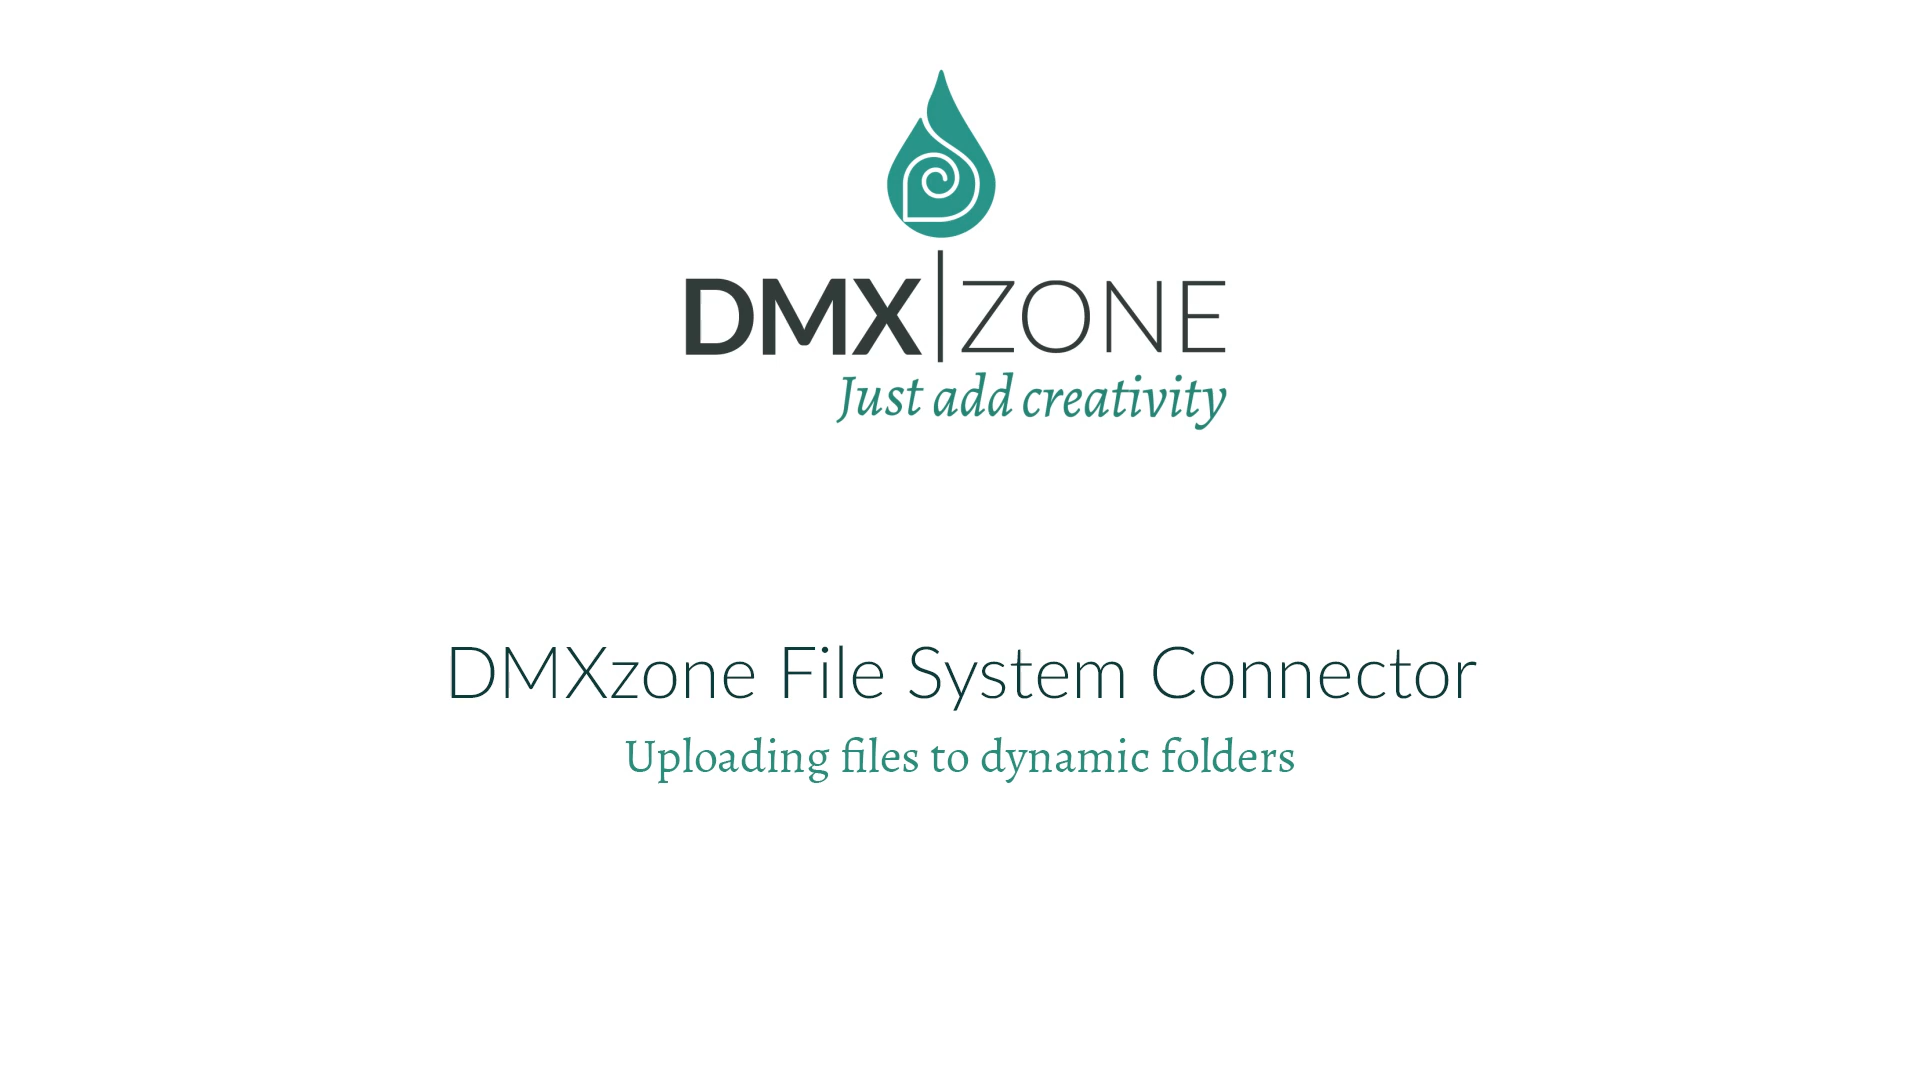 DMX|ZONE
Just add creativity
DMXzone File System Connector
Uploading files to dynamic folders